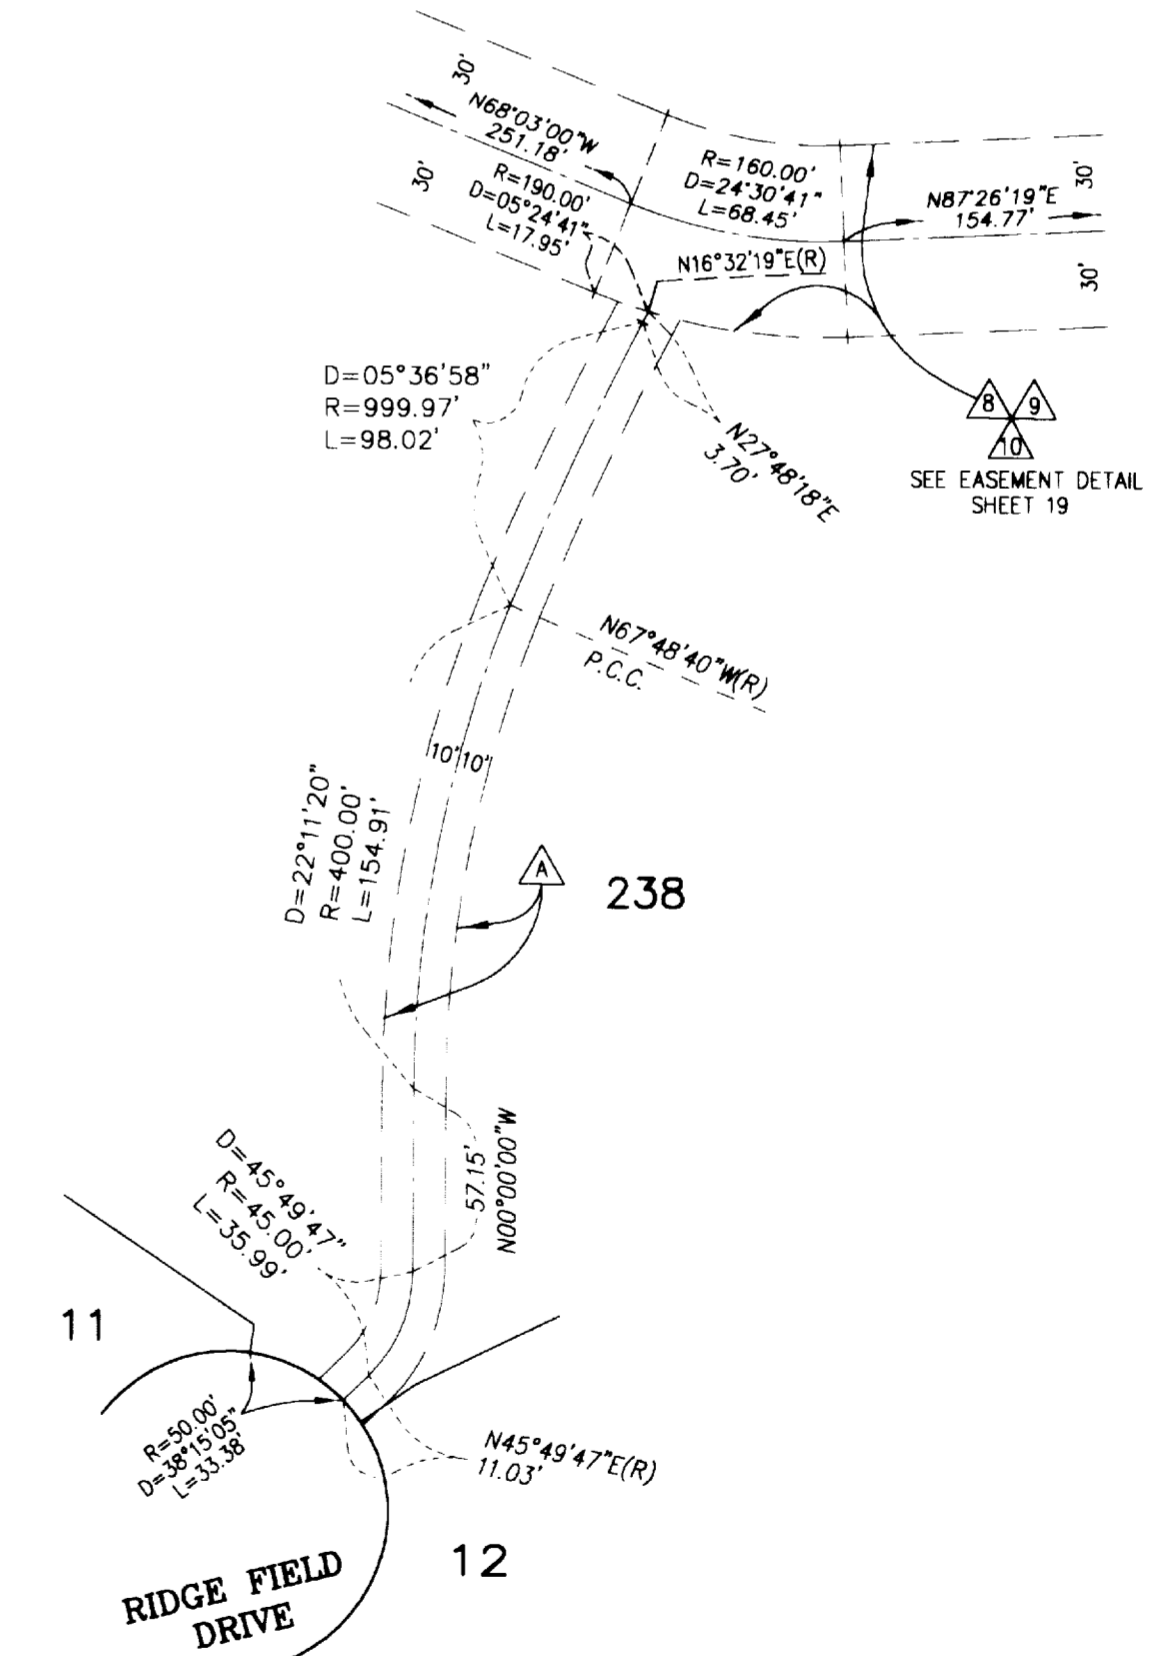 30'
N68°03'00"W
251.18'
30'
R=190.00'
D=05°24'41"
L=17.95'
R=160.00'
D=24°30'41"
L=68.45'
N87°26'19"E
154.77'
30'
30'
N16°32'19"E(R)
D=05°36'58"
R=999.97'
L=98.02'
N27°48'18"E
3.70'
8
9
10
SEE EASEMENT DETAIL
SHEET 19
N67°48'40"W(R)
P.C.C.
10'
10'
D=22°11'20"
R=400.00'
L=154.91'
A
238
57.15'
N00°00'00"W
D=45°49'47"
R=45.00'
L=35.99'
11
R=50.00'
D=38°15'05"
L=33.38'
N45°49'47"E(R)
11.03'
12
RIDGE FIELD
DRIVE